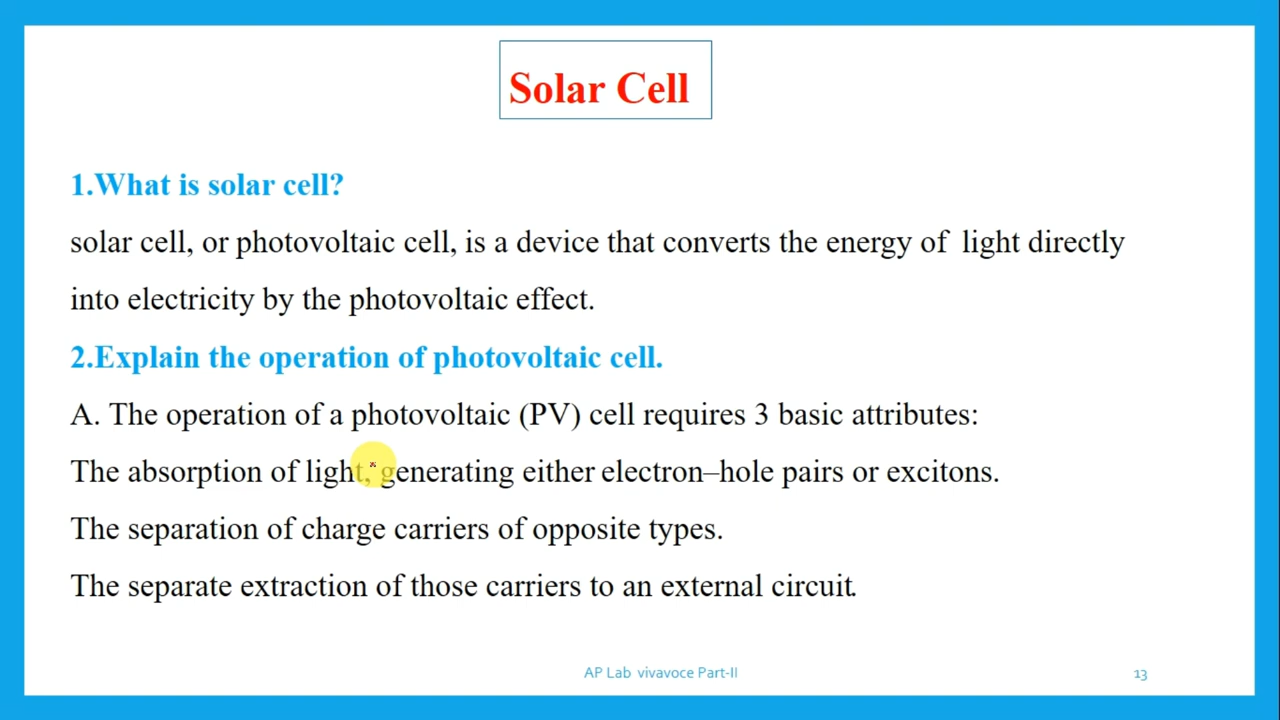 Solar Cell
1.What is solar cell?
solar cell, or photovoltaic cell, is a device that converts the energy of light directly
into electricity by the photovoltaic effect.
2.Explain the operation of photovoltaic cell.
A. The operation of a photovoltaic (PV) cell requires 3 basic attributes:
The absorption of light, generating either electron–hole pairs or excitons.
The separation of charge carriers of opposite types.
The separate extraction of those carriers to an external circuit.
AP Lab vivavoce Part-II
13